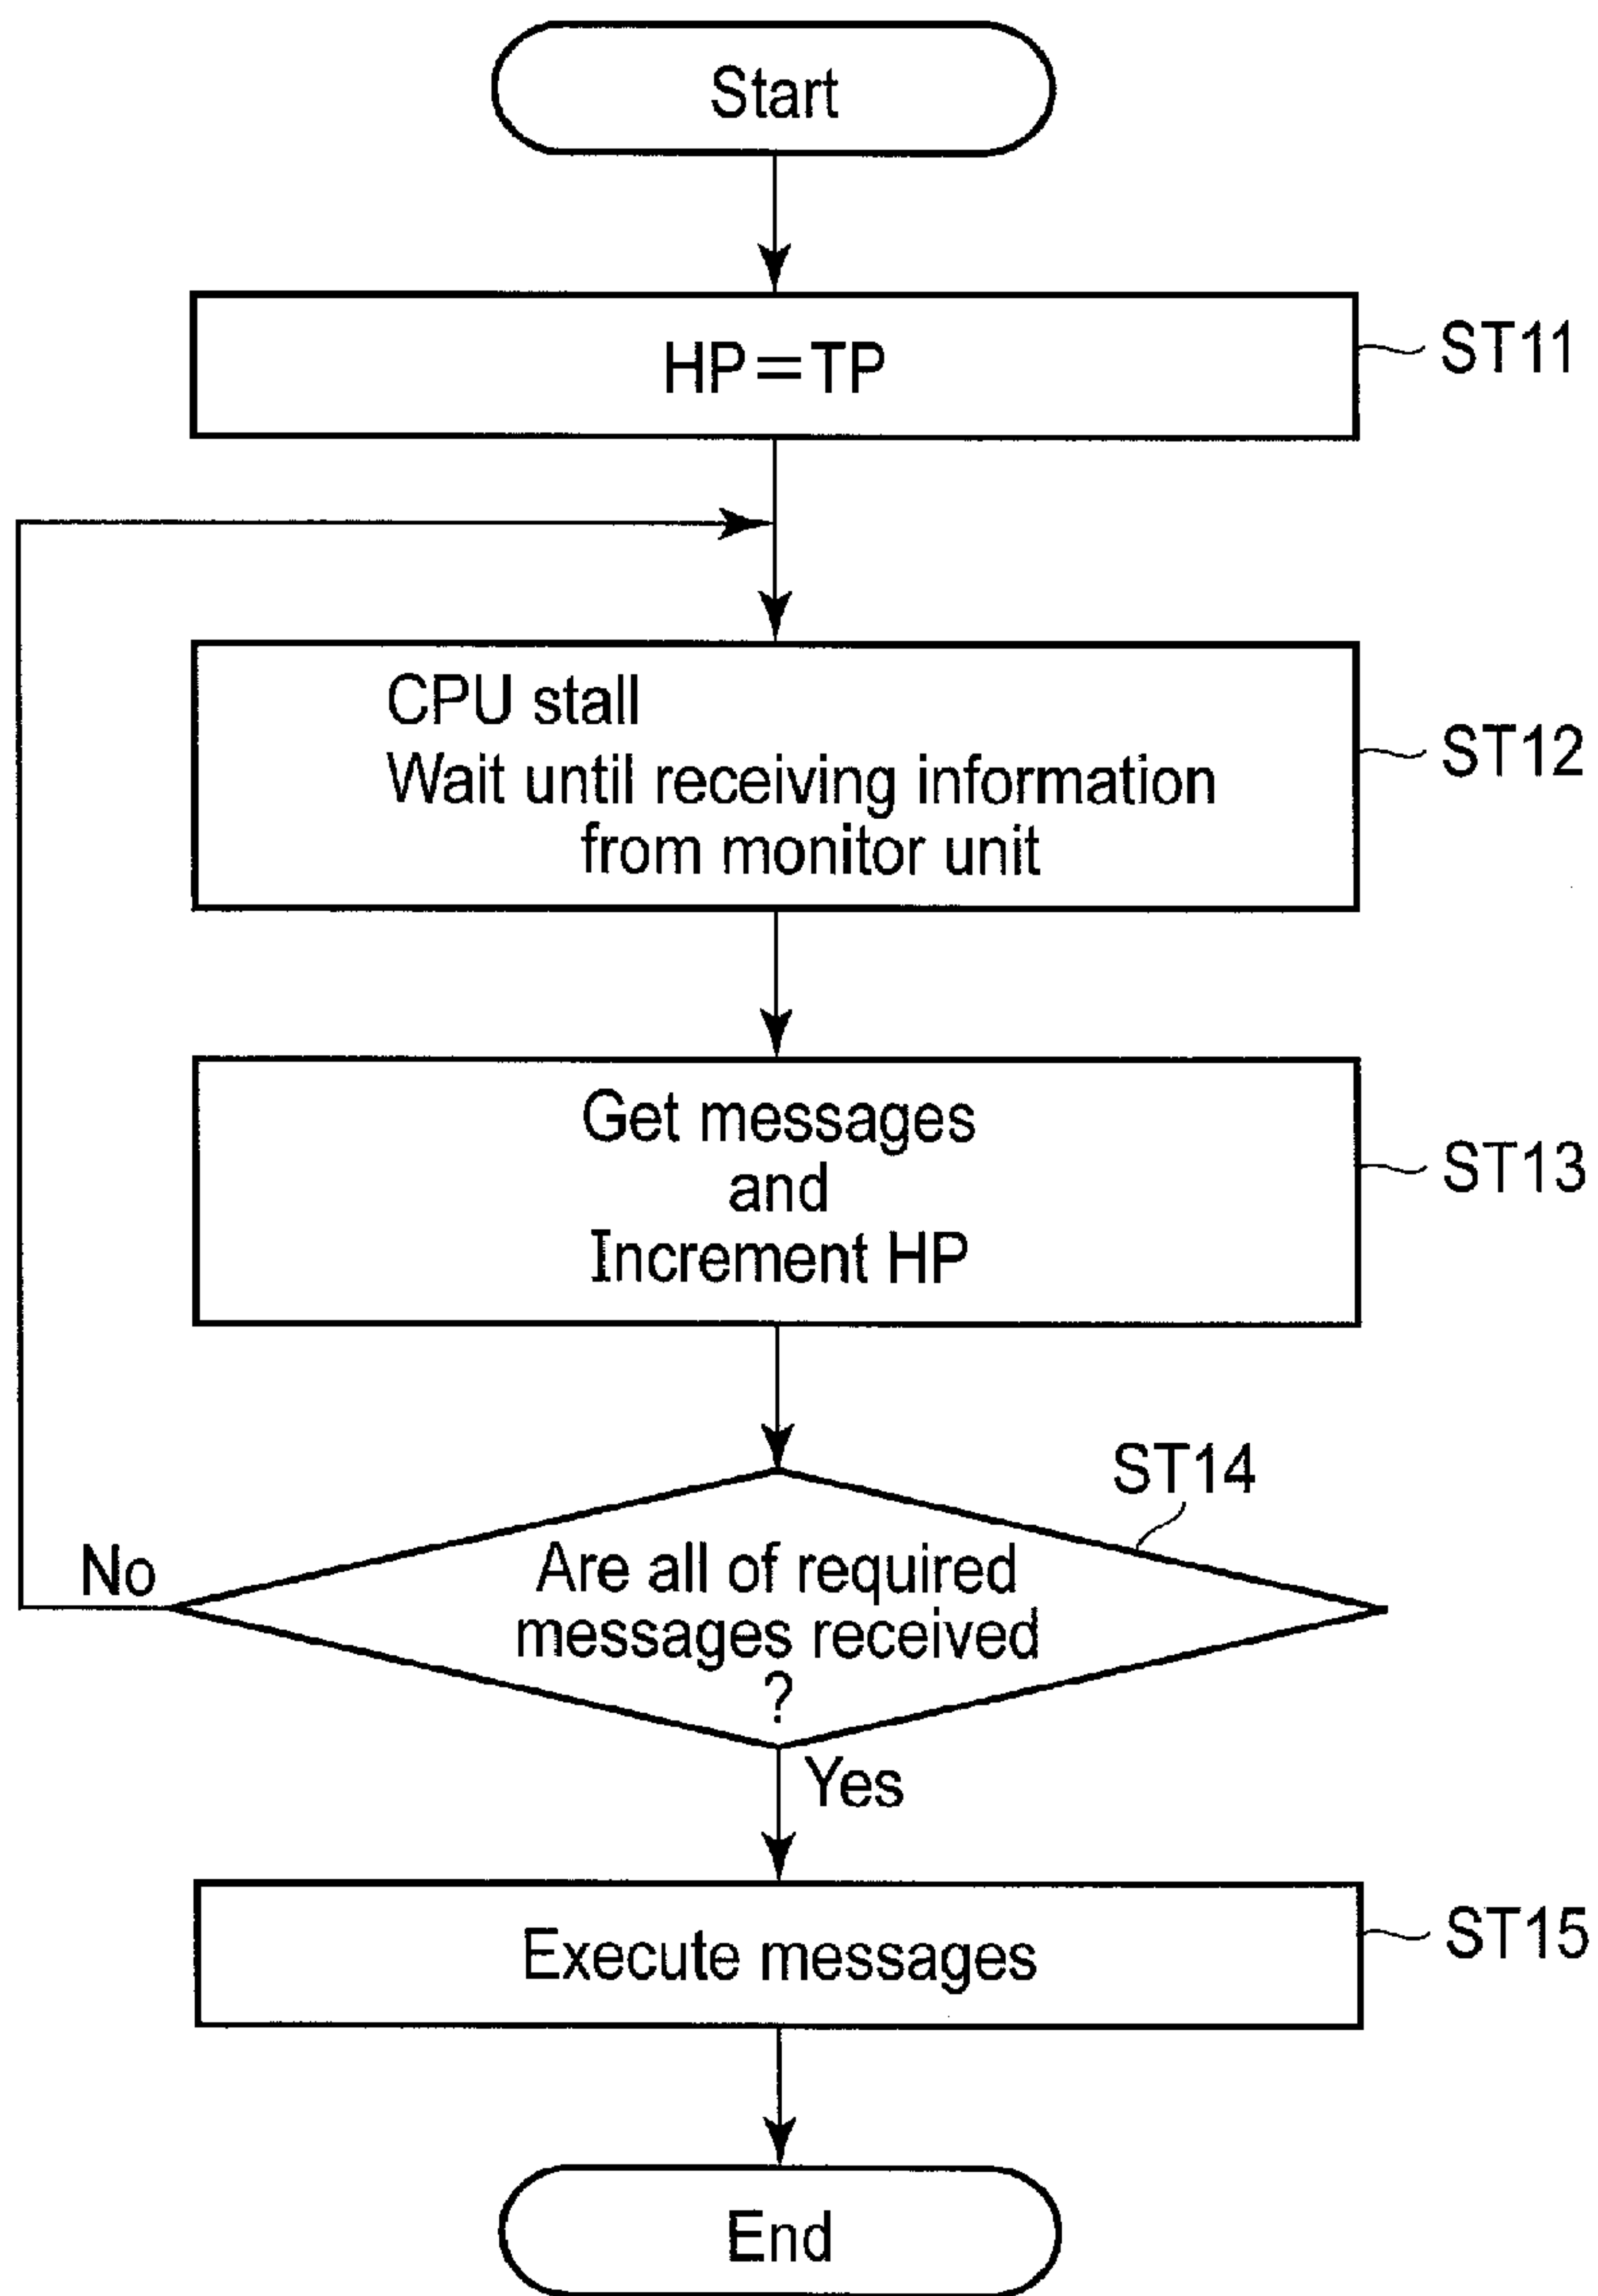 Start
HP=TP
ST11
CPU stall
Wait until receiving information
from monitor unit
ST12
Get messages
and
Increment HP
ST13
ST14
Are all of required
messages received
?
No
Yes
Execute messages
ST15
End